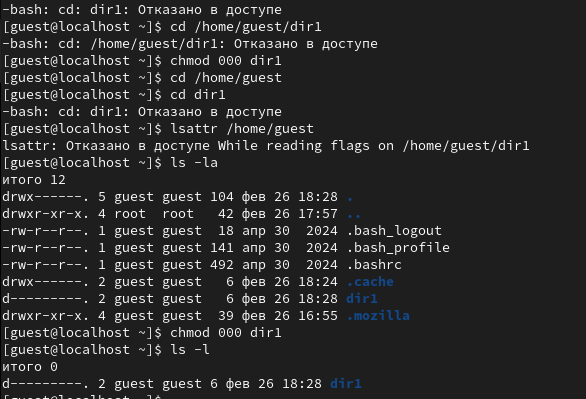 -bash: cd: dir1: Отказано в доступе
[guest@localhost ~]$ cd /home/guest/dir1
-bash: cd: /home/guest/dir1: Отказано в доступе
[guest@localhost ~]$ chmod 000 dir1
[guest@localhost ~]$ cd /home/guest
[guest@localhost ~]$ cd dir1
-bash: cd: dir1: Отказано в доступе
[guest@localhost ~]$ lsattr /home/guest
lsattr: Отказано в доступе While reading flags on /home/guest/dir1
[guest@localhost ~]$ ls -la
итого 12
drwx------. 5 guest guest 104 фев 26 18:28 .
drwxr-xr-x. 4 root  root   42 фев 26 17:57 ..
-rw-r--r--. 1 guest guest  18 апр 30  2024 .bash_logout
-rw-r--r--. 1 guest guest 141 апр 30  2024 .bash_profile
-rw-r--r--. 1 guest guest 492 апр 30  2024 .bashrc
drwx------. 2 guest guest   6 фев 26 18:24 .cache
d---------. 2 guest guest   6 фев 26 18:28 dir1
drwxr-xr-x. 4 guest guest  39 фев 26 16:55 .mozilla
[guest@localhost ~]$ chmod 000 dir1
[guest@localhost ~]$ ls -l
итого 0
d---------. 2 guest guest 6 фев 26 18:28 dir1